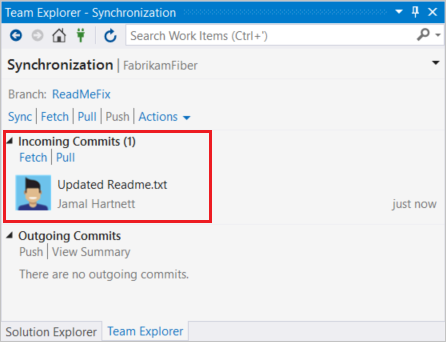 Team Explorer - Synchronization
Search Work Items (Ctrl+')
Synchronization | FabrikamFiber
Branch: ReadMeFix
Sync | Fetch | Pull | Push | Actions
Incoming Commits (1)
Fetch | Pull
Updated Readme.txt
Jamal Hartnett just now
Outgoing Commits
Push | View Summary
There are no outgoing commits.
Solution Explorer Team Explorer